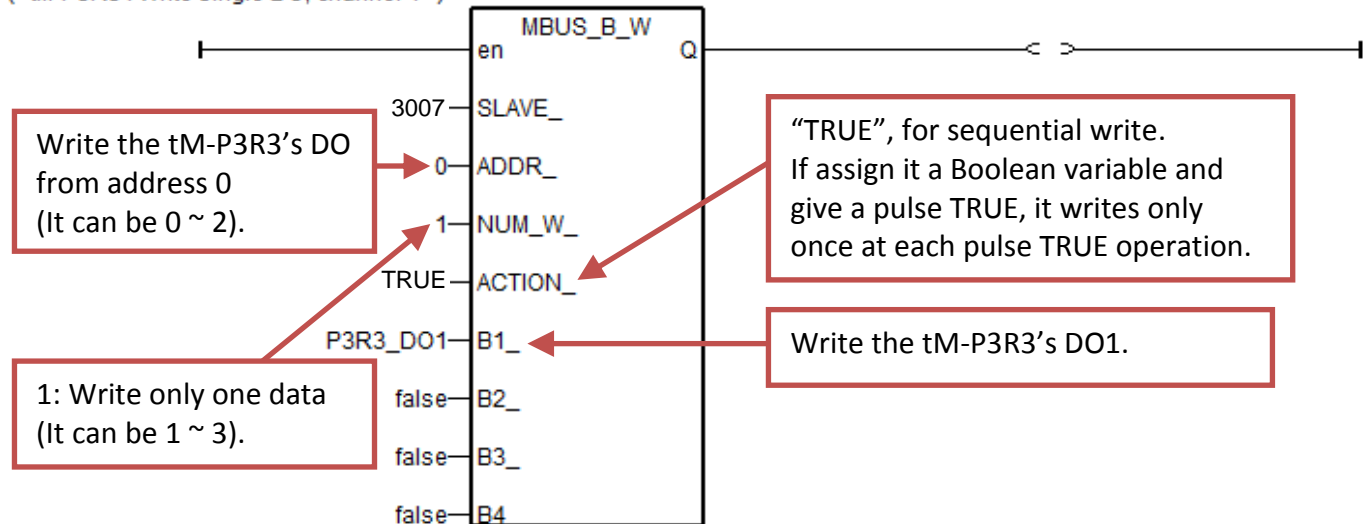 MBUS_B_W
en Q
3007 SLAVE_
0 ADDR_
1 NUM_W_
TRUE ACTION_
P3R3_DO1 B1_
false B2_
false B3_
false B4
Write the tM-P3R3’s DO
from address 0
(It can be 0 ~ 2).
1: Write only one data
(It can be 1 ~ 3).
“TRUE”, for sequential write.
If assign it a Boolean variable and
give a pulse TRUE, it writes only
once at each pulse TRUE operation.
Write the tM-P3R3’s DO1.